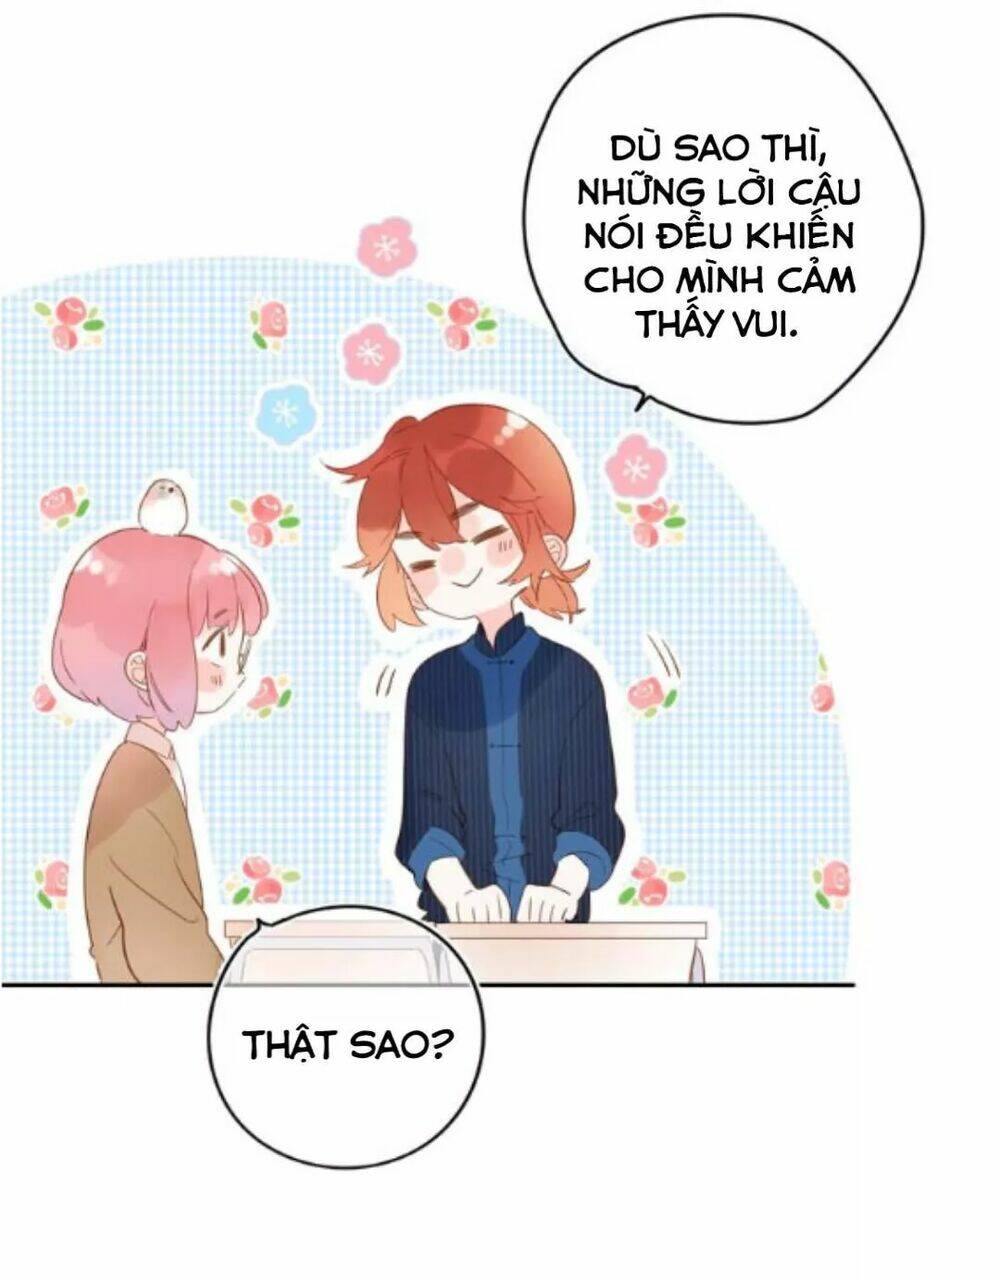 DÙ SAO THÌ,
NHỮNG LỜI CẬU
NÓI ĐỀU KHIẾN
CHO MÌNH CẢM
THẤY VUI.
THẬT SAO?